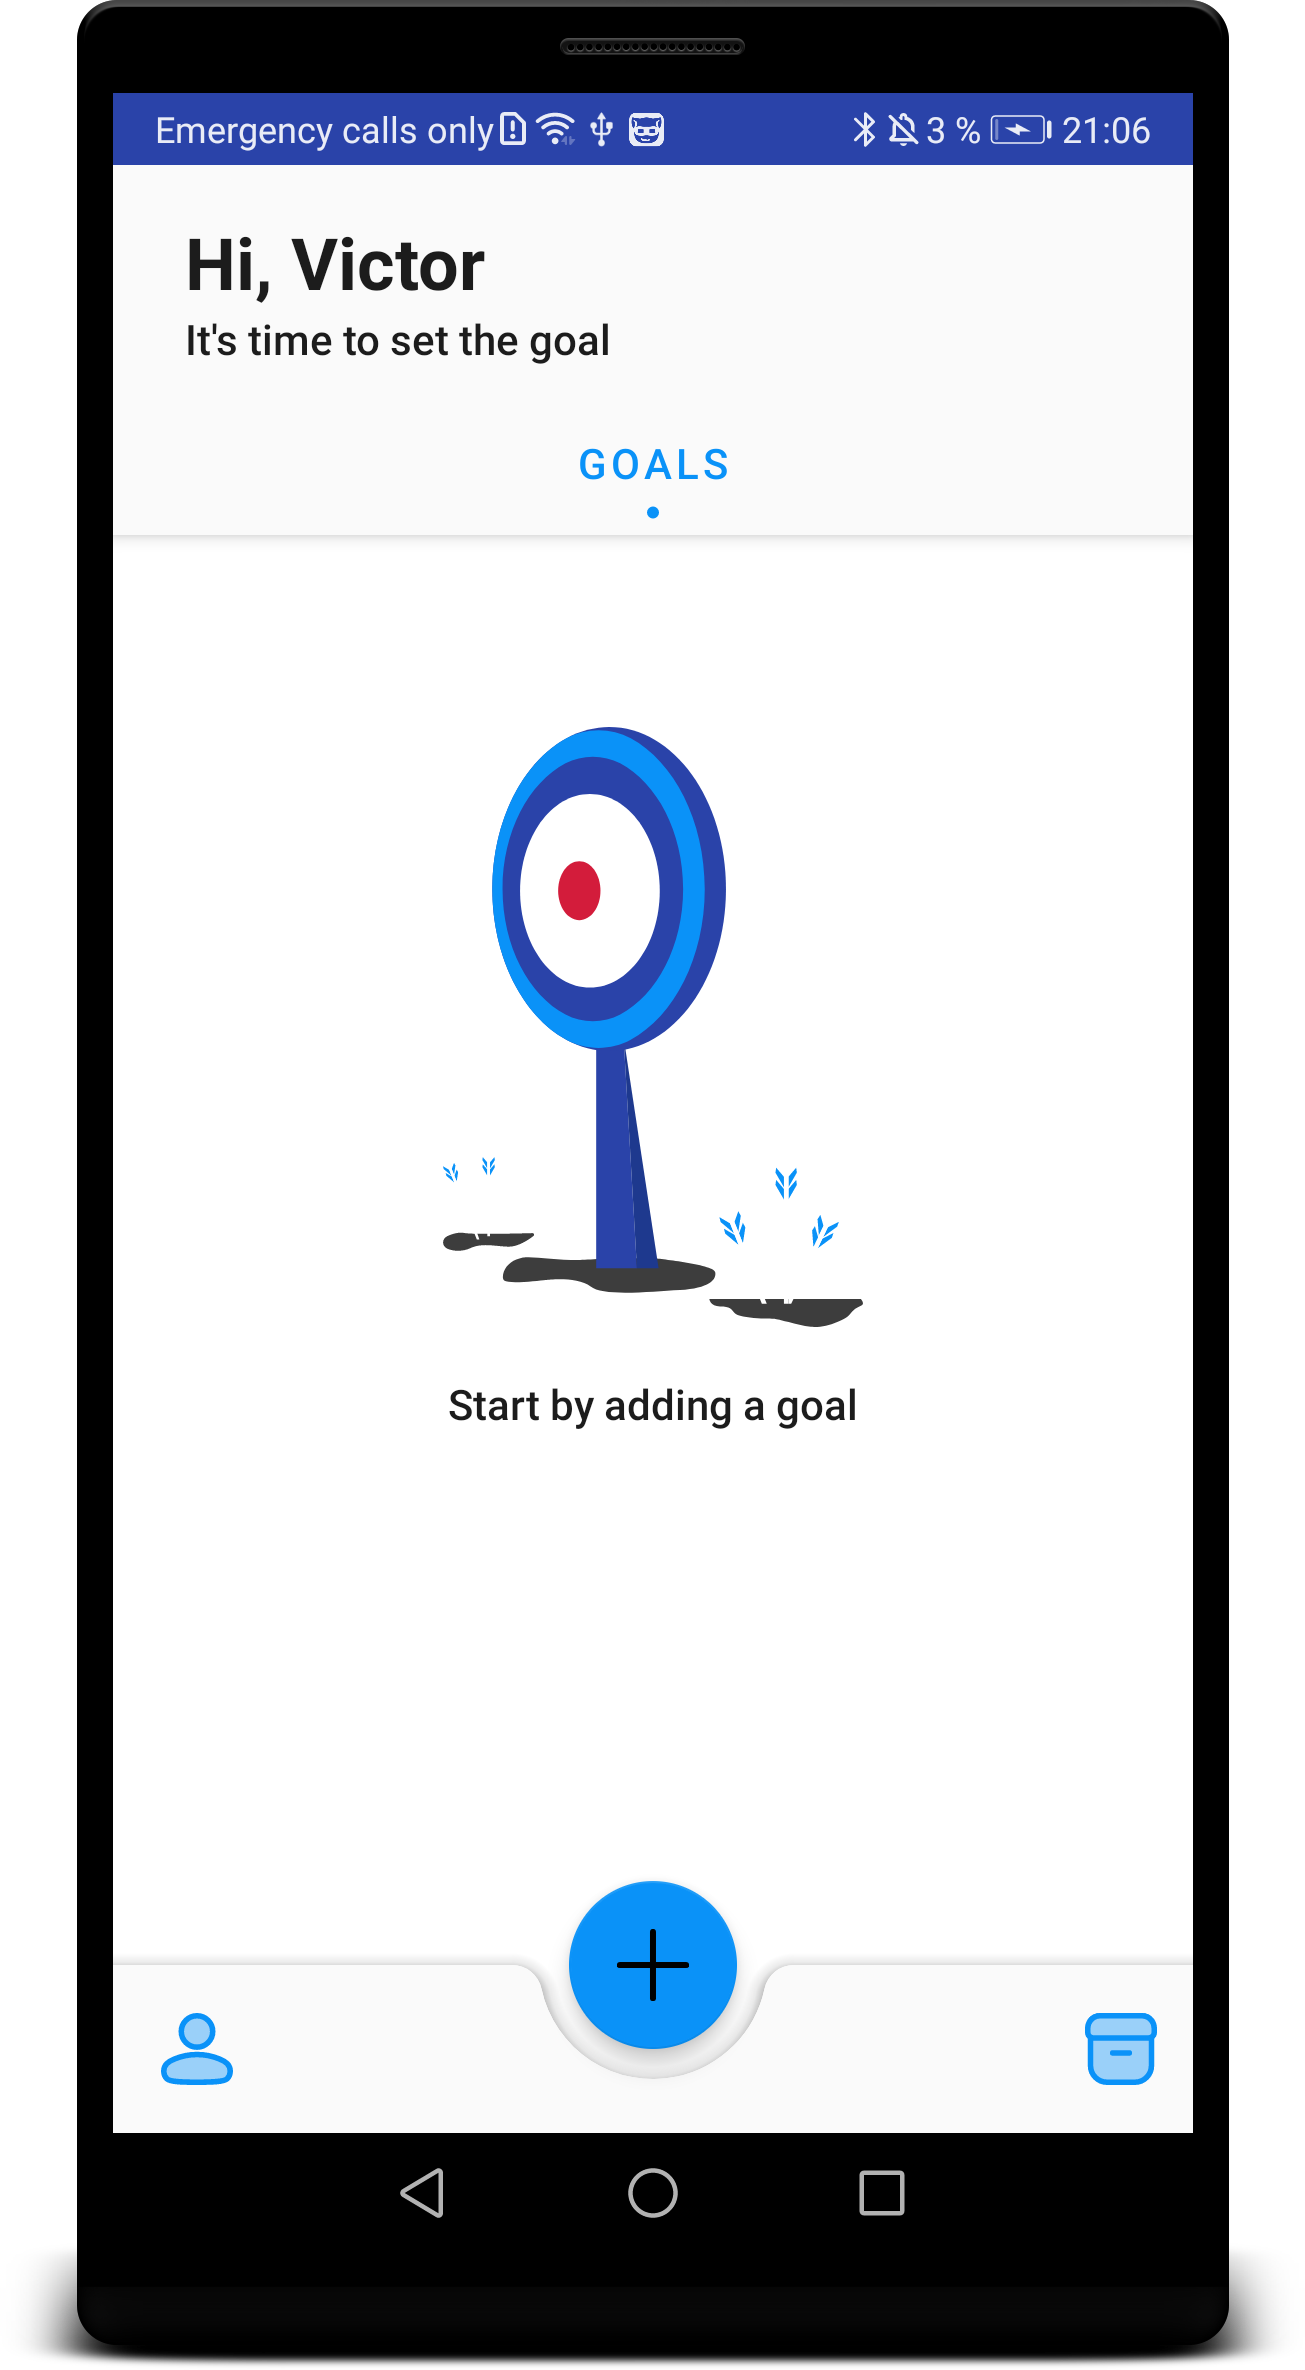 Emergency calls only 3 % 21:06
Hi, Victor
It's time to set the goal
GOALS
Start by adding a goal